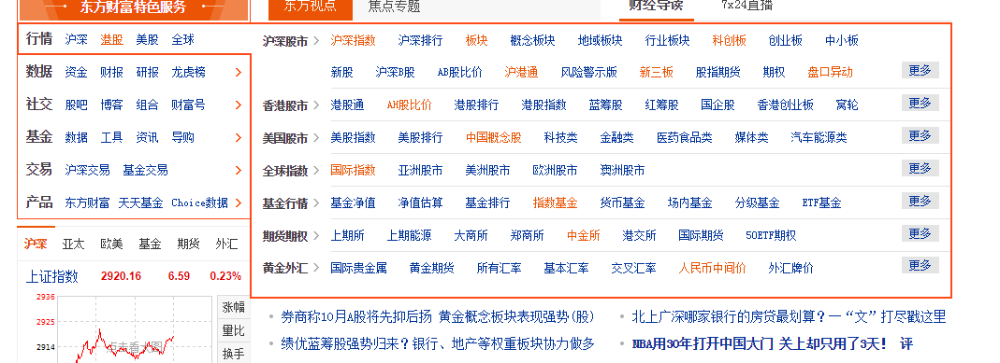 东方财富特色服务
东方视点 焦点专题 财经导读 7x24直播
行情 沪深 港股 美股 全球
数据 资金 财报 研报 龙虎榜
社交 股吧 博客 组合 财富号
基金 数据 工具 资讯 导购
交易 沪深交易 基金交易
产品 东方财富 天天基金 Choice数据
沪深股市 沪深指数 沪深排行 板块 概念板块 地域板块 行业板块 科创板 创业板 中小板
新股 沪深B股 AB股比价 沪港通 风险警示版 新三板 股指期货 期权 盘口异动 更多
香港股市 港股通 AH股比价 港股排行 港股指数 蓝筹股 红筹股 国企股 香港创业板 窝轮 更多
美国股市 美股指数 美股排行 中国概念股 科技类 金融类 医药食品类 媒体类 汽车能源类 更多
全球指数 国际指数 亚洲股市 美洲股市 欧洲股市 澳洲股市 更多
基金行情 基金净值 净值估算 基金排行 指数基金 货币基金 场内基金 分级基金 ETF基金 更多
期货期权 上期所 上期能源 大商所 郑商所 中金所 港交所 国际期货 50ETF期权 更多
黄金外汇 国际贵金属 黄金期货 所有汇率 基本汇率 交叉汇率 人民币中间价 外汇牌价 更多
沪深 亚太 欧美 基金 期货 外汇
上证指数 2920.16 6.59 0.23%
2936
2925
2914
点击看大图
涨幅
量比
换手
券商称10月A股将先抑后扬 黄金概念板块表现强势(股)
北上广深哪家银行的房贷最划算？一“文”打尽戳这里
绩优蓝筹股强势归来？银行、地产等权重板块协力做多
NBA用30年打开中国大门 关上却只用了3天！ 评